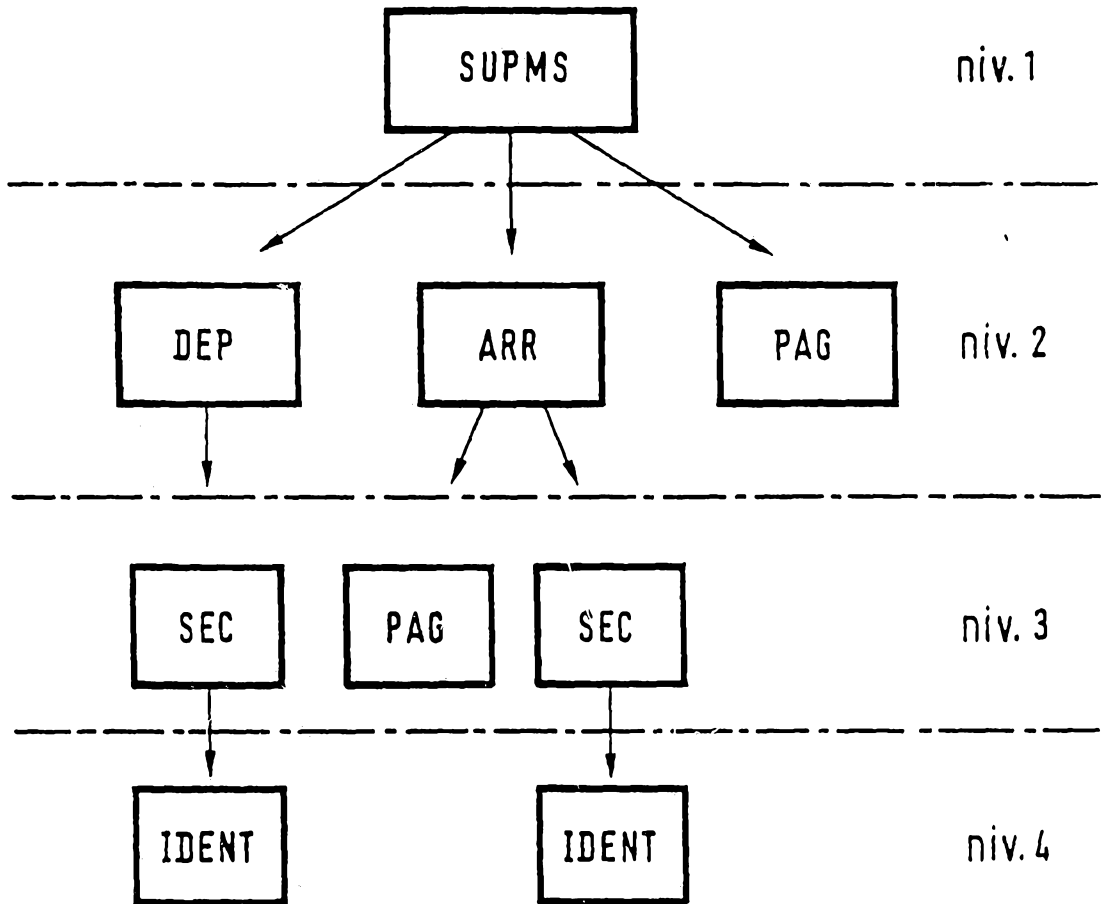 SUPMS niv. 1
DEP ARR PAG niv. 2
SEC PAG SEC niv. 3
IDENT IDENT niv. 4